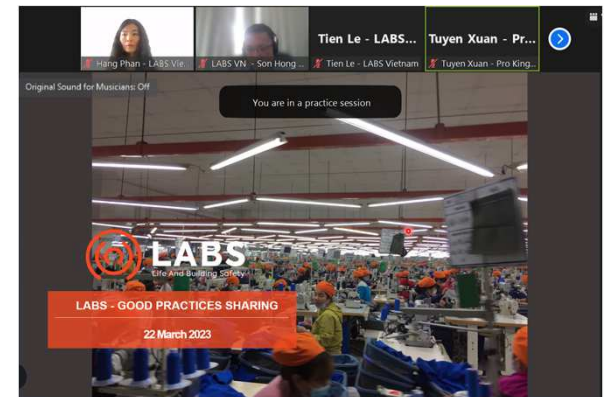 Hang Phan - LABS Vie...
LABS VN - Son Hong ...
Tien Le - LABS...
Tien Le - LABS Vietnam
Tuyen Xuan - Pr...
Tuyen Xuan - Pro King...
Original Sound for Musicians: Off
You are in a practice session
LABS
Life And Building Safety
LABS - GOOD PRACTICES SHARING
22 March 2023